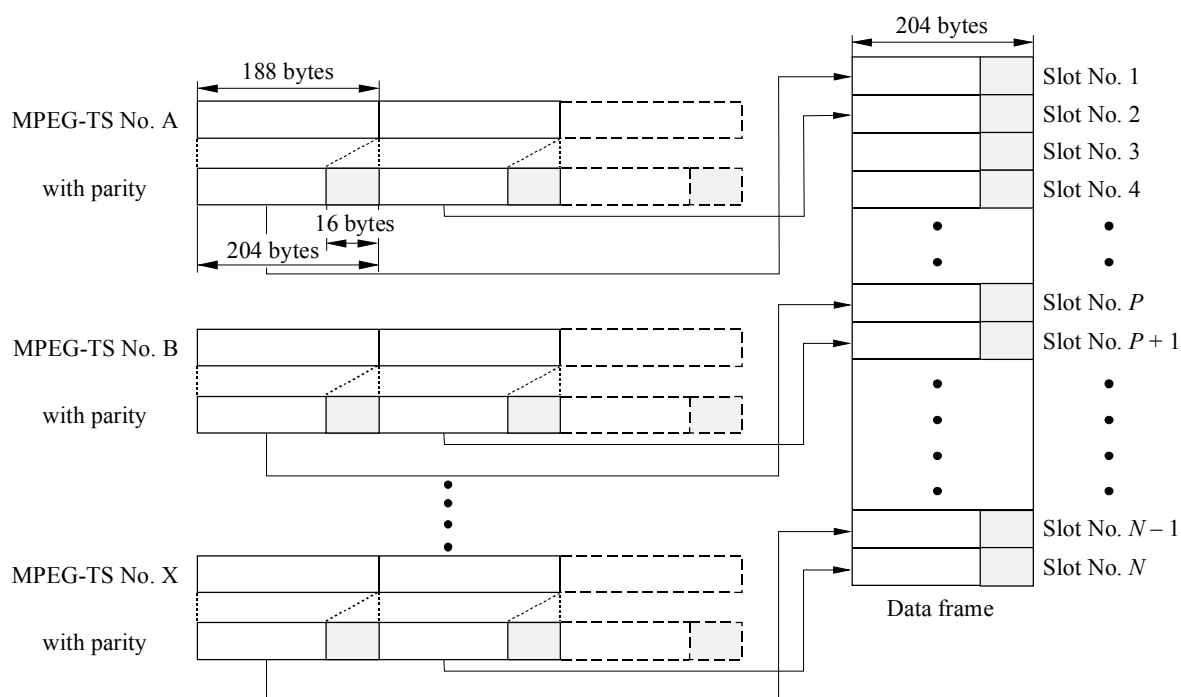 204 bytes
188 bytes
Slot No. 1
MPEG-TS No. A
Slot No. 2
Slot No. 3
with parity
Slot No. 4
16 bytes
204 bytes
Slot No. P
MPEG-TS No. B
Slot No. P + 1
with parity
Slot No. N – 1
MPEG-TS No. X
Slot No. N
Data frame
with parity